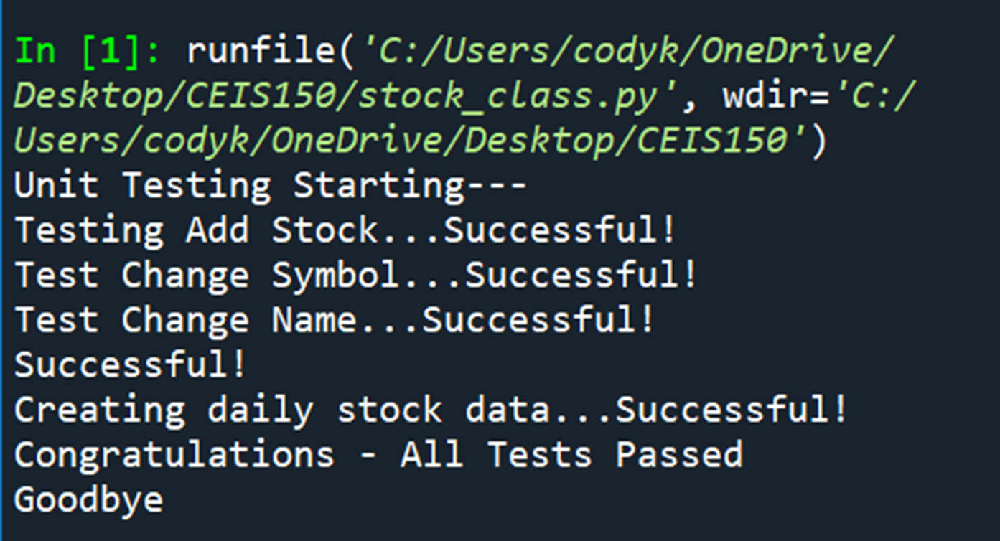 In [1]: runfile('C:/Users/codyk/OneDrive/
Desktop/CEIS150/stock_class.py', wdir='C:/
Users/codyk/OneDrive/Desktop/CEIS150')
Unit Testing Starting---
Testing Add Stock...Successful!
Test Change Symbol...Successful!
Test Change Name...Successful!
Successful!
Creating daily stock data...Successful!
Congratulations - All Tests Passed
Goodbye